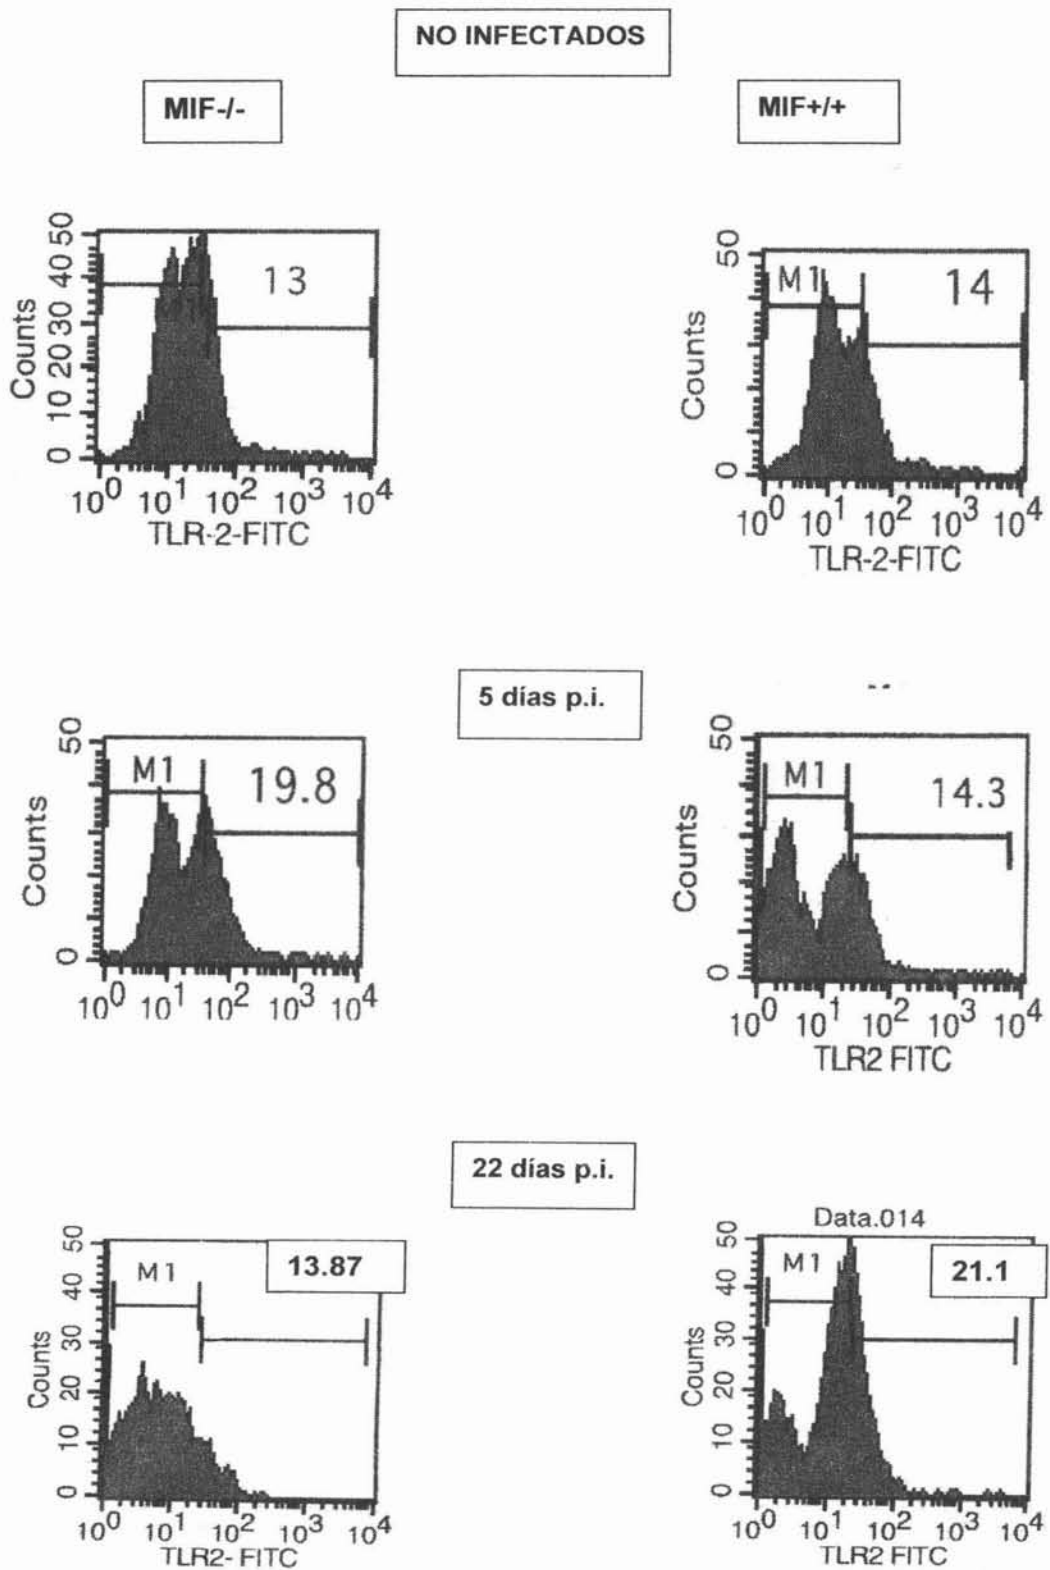 NO INFECTADOS
MIF-/-
MIF+/+
Counts
0 10 20 30 40 50
13
10^0 10^1 10^2 10^3 10^4
TLR-2-FITC
Counts
0 50
M1
14
10^0 10^1 10^2 10^3 10^4
TLR-2-FITC
5 días p.i.
Counts
0 50
M1
19.8
10^0 10^1 10^2 10^3 10^4
Counts
0 50
M1
14.3
10^0 10^1 10^2 10^3 10^4
TLR2 FITC
22 días p.i.
Counts
0 10 20 30 40 50
M1
13.87
10^0 10^1 10^2 10^3 10^4
TLR2- FITC
Data.014
Counts
0 10 20 30 40 50
M1
21.1
10^0 10^1 10^2 10^3 10^4
TLR2 FITC